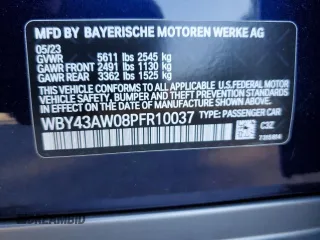 MFD BY BAYERISCHE MOTOREN WERKE AG
05/23
GVWR 5611 lbs 2545 kg
GAWR FRONT 2491 lbs 1130 kg
GAWR REAR 3362 lbs 1525 kg
THIS VEHICLE CONFORMS TO ALL APPLICABLE
FEDERAL MOTOR VEHICLE SAFETY, BUMPER, AND
THEFT PREVENTION STANDARDS IN EFFECT ON THE
DATE OF MANUFACTURE SHOWN ABOVE.
WBY43AW08PFR10037 TYPE: PASSENGER CAR
C3Z